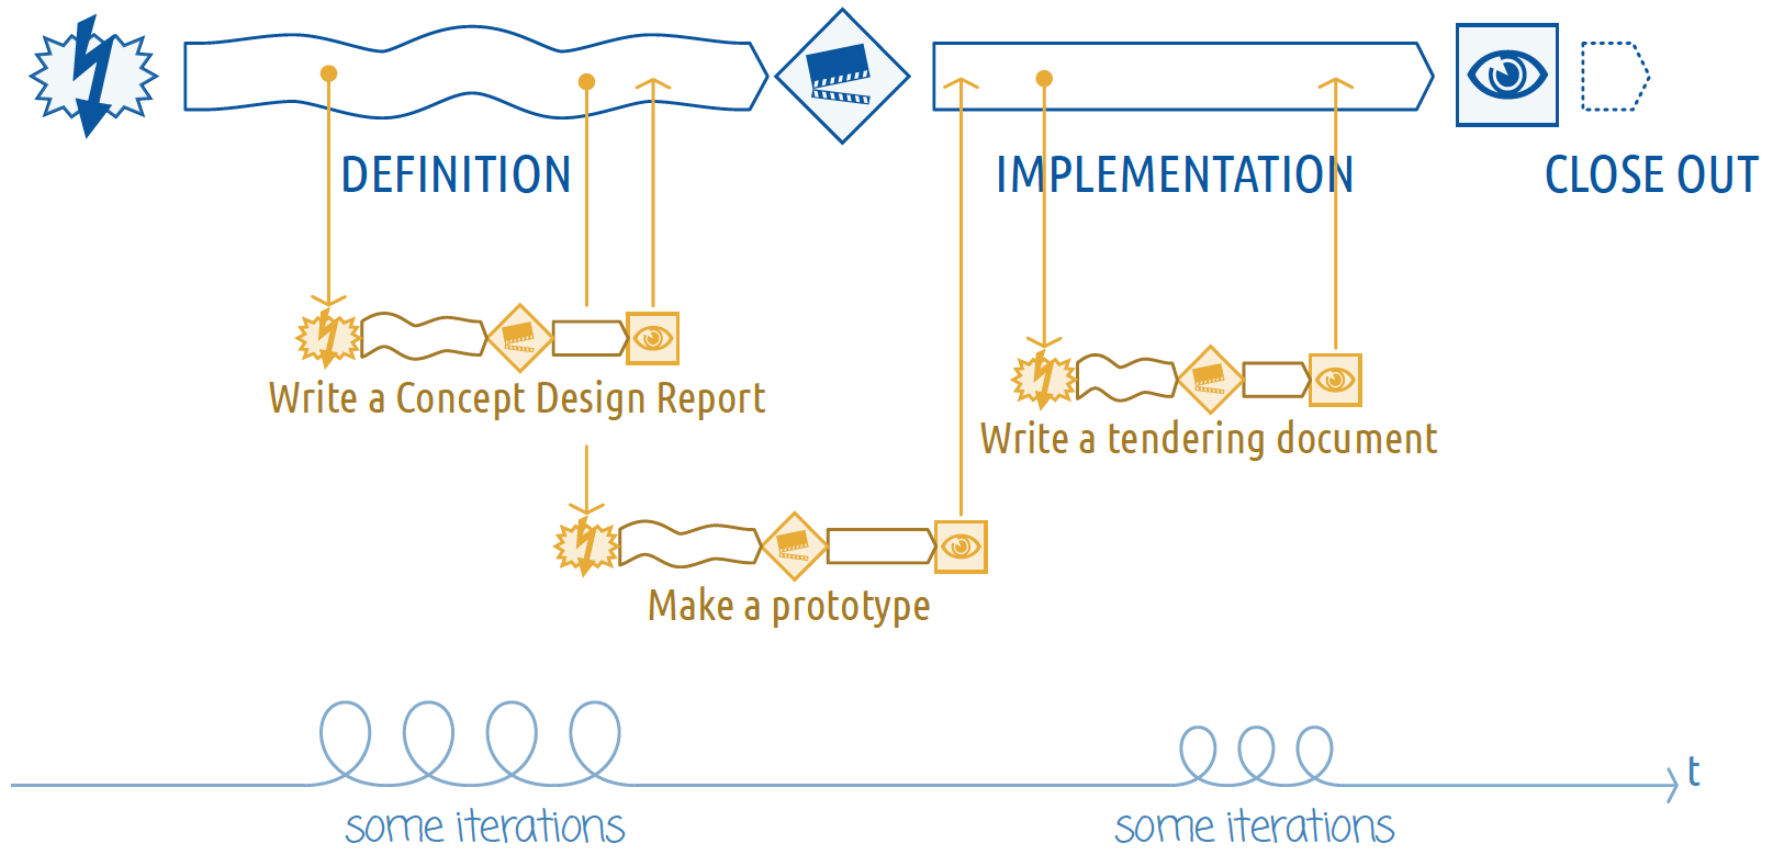 DEFINITION
IMPLEMENTATION
CLOSE OUT
Write a Concept Design Report
Write a tendering document
Make a prototype
t
some iterations
some iterations